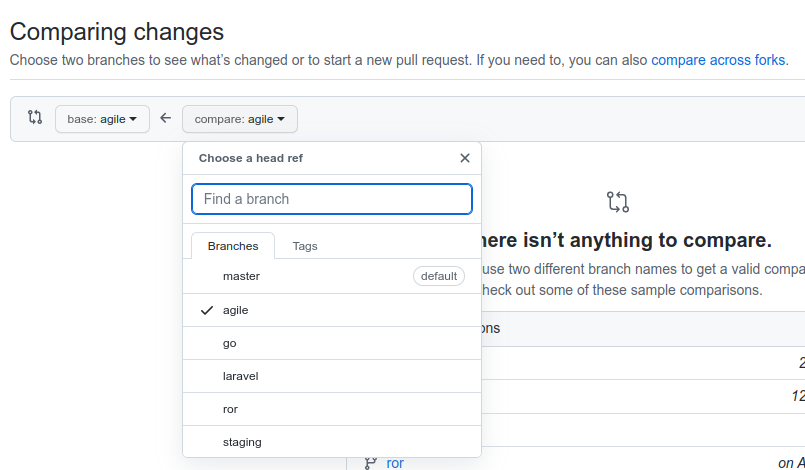 Comparing changes
Choose two branches to see what's changed or to start a new pull request. If you need to, you can also compare across forks.
base: agile
compare: agile
Choose a head ref
Find a branch
Branches Tags
master default
agile
go
laravel
ror
staging
here isn't anything to compare.
use two different branch names to get a valid compa
heck out some of these sample comparisons.
ons
2
12
ror on A